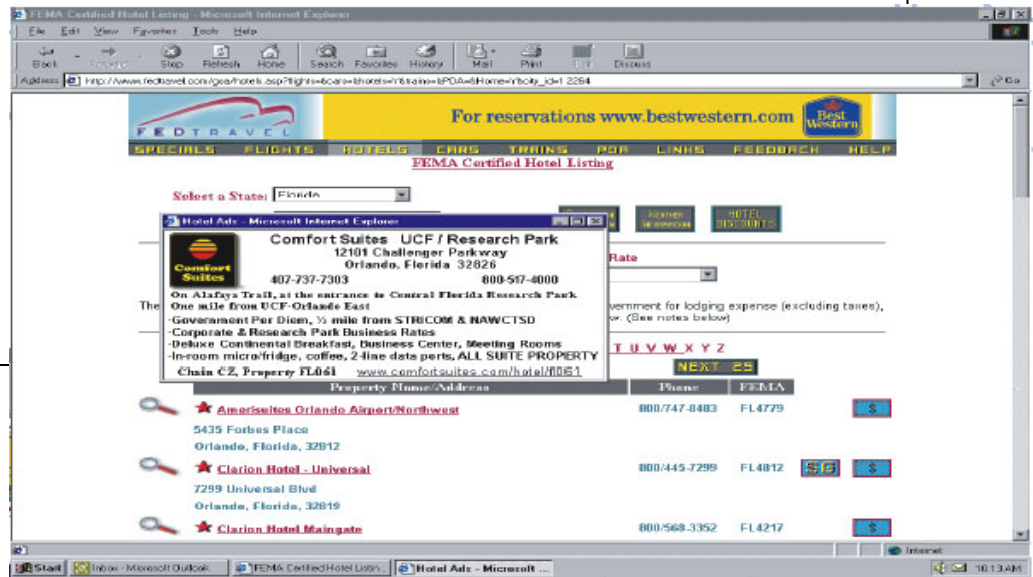 FEMA Certified Hotel Listing - Microsoft Internet Explorer
File Edit View Favorites Tools Help
Back Stop Refresh Home Search Favorites History Mail Print Discuss
Address
Go
FEDTRAVEL
For reservations www.bestwestern.com
Best Western
SPECIALS FLIGHTS HOTELS CARS TRAINS POA LINKS FEEDBACK HELP
FEMA Certified Hotel Listing
Select a State: Florida
HOTEL DISCOUNTS
Hotel Ads - Microsoft Internet Explorer
Comfort Suites
Comfort Suites UCF / Research Park
12101 Challenger Parkway
Orlando, Florida 32826
407-737-7303 800-517-4000
On Alafaya Trail, at the entrance to Central Florida Research Park
One mile from UCF-Orlando East
-Government Per Diem, ½ mile from STRICOM & NAWCTSD
-Corporate & Research Park Business Rates
-Deluxe Continental Breakfast, Business Center, Meeting Rooms
-In-room micro/fridge, coffee, 2-line data ports, ALL SUITE PROPERTY
Chain CZ, Property FL061 www.comfortsuites.com/hotel/fl061
Rate
The
vernment for lodging expense (excluding taxes),
w. (See notes below)
T U V W X Y Z
NEXT 25
Property Name/Address Phone FEMA
Amerisuites Orlando Airport/Northwest 800/747-8483 FL4779 $
5435 Forbes Place
Orlando, Florida, 32812
Clarion Hotel - Universal 800/445-7299 FL4812 $
7299 Universal Blvd
Orlando, Florida, 32819
Clarion Hotel Maingate 800/568-3352 FL4217 $
Internet
Start Inbox - Microsoft Outlook FEMA Certified Hotel Listin... Hotel Ads - Microsoft ... 10:13 AM